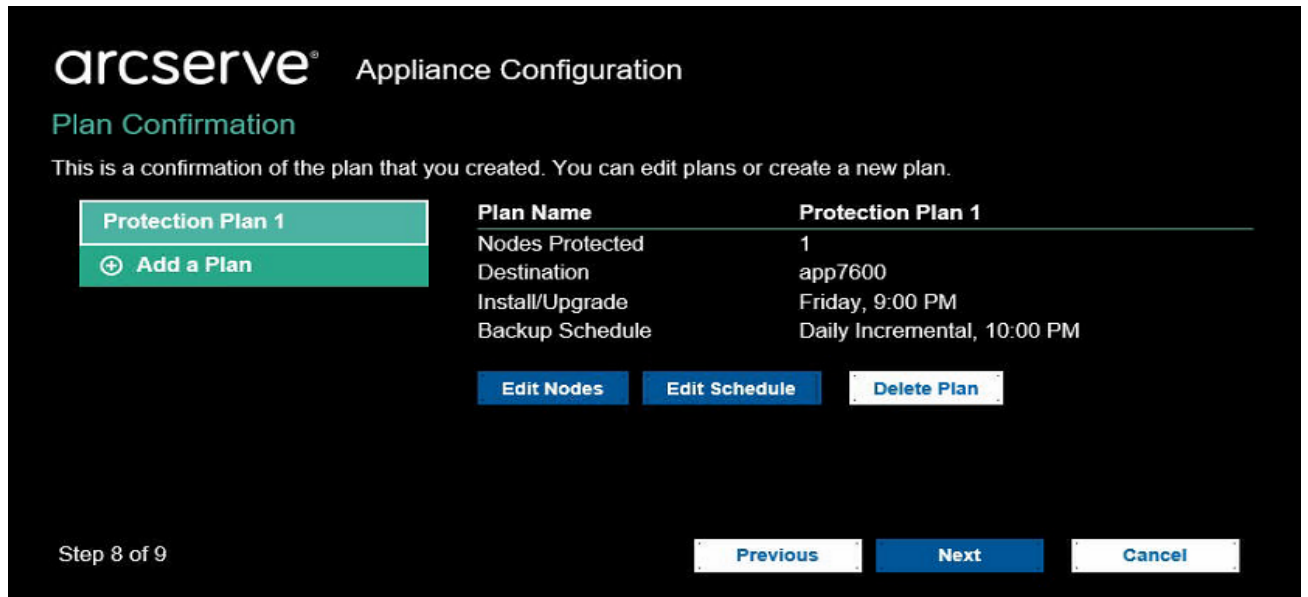 arcserve® Appliance Configuration
Plan Confirmation
This is a confirmation of the plan that you created. You can edit plans or create a new plan.
Protection Plan 1
Add a Plan
Plan Name Protection Plan 1
Nodes Protected 1
Destination app7600
Install/Upgrade Friday, 9:00 PM
Backup Schedule Daily Incremental, 10:00 PM
Edit Nodes Edit Schedule Delete Plan
Step 8 of 9 Previous Next Cancel